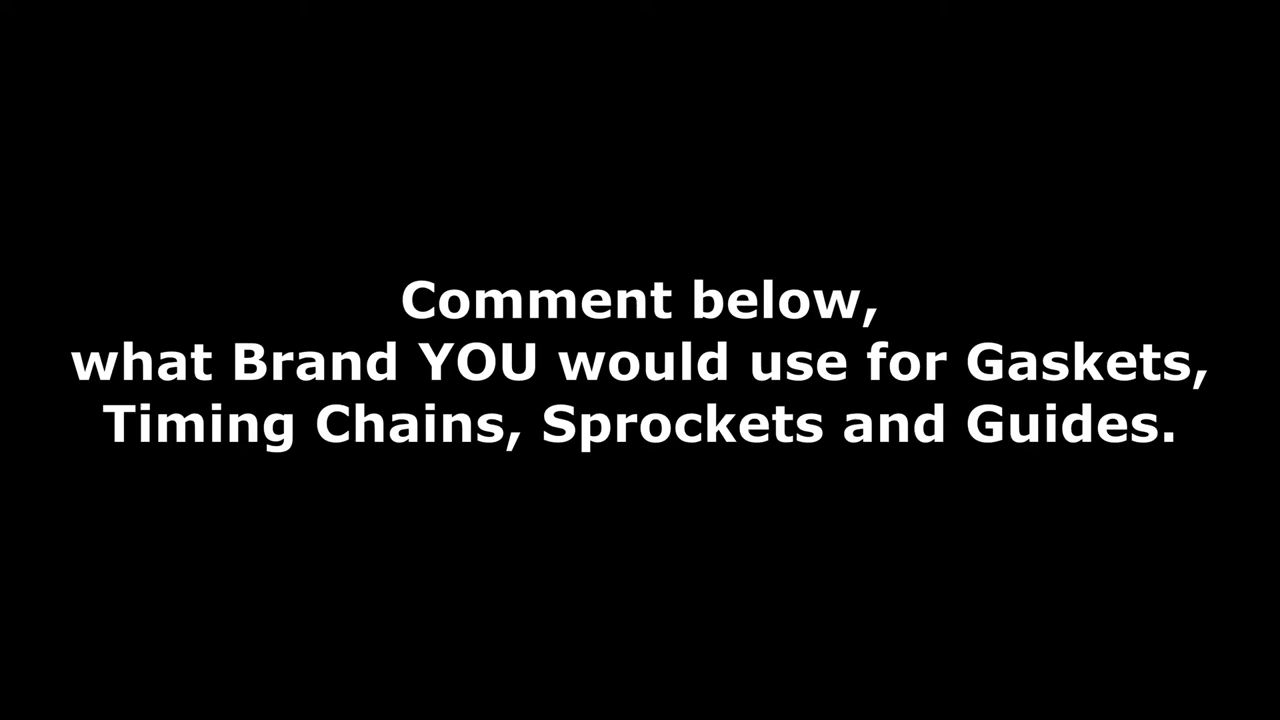 Comment below,
what Brand YOU would use for Gaskets,
Timing Chains, Sprockets and Guides.